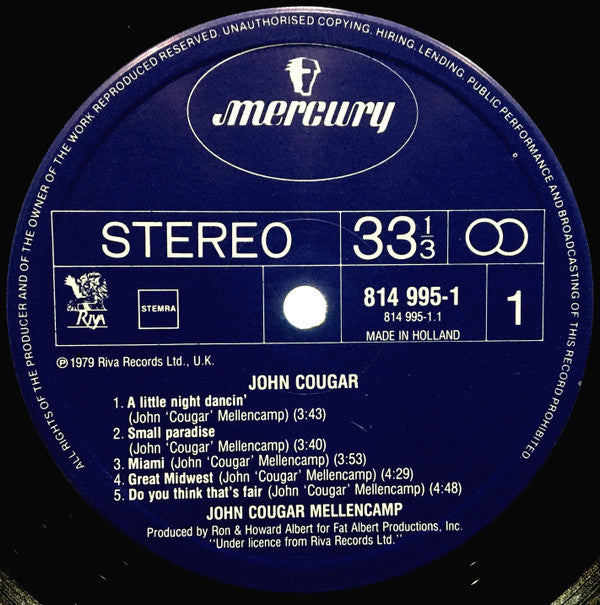 ALL RIGHTS OF THE PRODUCER AND OF THE OWNER OF THE WORK REPRODUCED RESERVED. UNAUTHORISED COPYING, HIRING, LENDING, PUBLIC PERFORMANCE AND BROADCASTING OF THIS RECORD PROHIBITED.
mercury
STEREO 33 1/3
Riva STEMRA 814 995-1 1
814 995-1.1
MADE IN HOLLAND
℗ 1979 Riva Records Ltd., U.K.
JOHN COUGAR
1. A little night dancin'
(John 'Cougar' Mellencamp) (3:43)
2. Small paradise
(John 'Cougar' Mellencamp) (3:40)
3. Miami (John 'Cougar' Mellencamp) (3:53)
4. Great Midwest (John 'Cougar' Mellencamp) (4:29)
5. Do you think that's fair (John 'Cougar' Mellencamp) (4:48)
JOHN COUGAR MELLENCAMP
Produced by Ron & Howard Albert for Fat Albert Productions, Inc.
"Under licence from Riva Records Ltd."